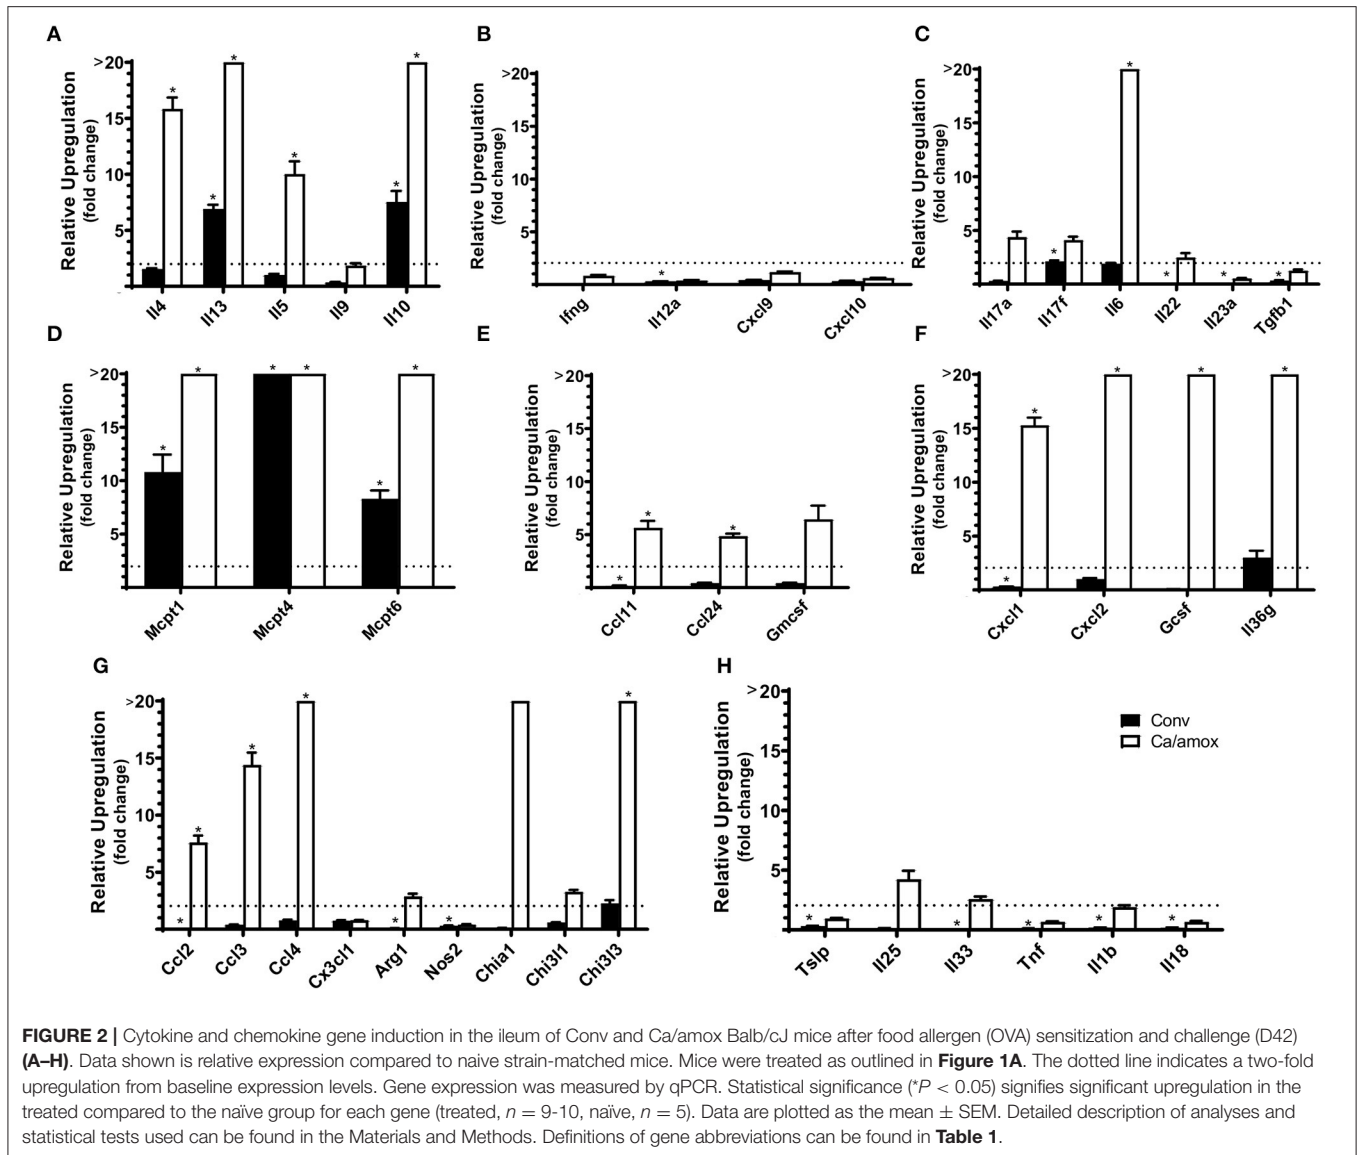 A
Relative Upregulation
(fold change)
>20
15
10
5
Il4
Il13
Il5
Il9
Il10
* * * * * *
B
Relative Upregulation
(fold change)
>20
15
10
5
Ifng
Il12a
Cxcl9
Cxcl10
*
C
Relative Upregulation
(fold change)
>20
15
10
5
Il17a
Il17f
Il6
Il22
Il23a
Tgfb1
* * * * *
D
Relative Upregulation
(fold change)
>20
15
10
5
Mcpt1
Mcpt4
Mcpt6
* * * * * *
E
Relative Upregulation
(fold change)
>20
15
10
5
Ccl11
Ccl24
Gmcsf
* * *
F
Relative Upregulation
(fold change)
>20
15
10
5
Cxcl1
Cxcl2
Gcsf
Il36g
* * * * *
G
Relative Upregulation
(fold change)
>20
15
10
5
Ccl2
Ccl3
Ccl4
Cx3cl1
Arg1
Nos2
Chia1
Chi3l1
Chi3l3
* * * * * * *
H
Relative Upregulation
(fold change)
>20
15
10
5
Tslp
Il25
Il33
Tnf
Il1b
Il18
* * * * *
Conv
Ca/amox
FIGURE 2 | Cytokine and chemokine gene induction in the ileum of Conv and Ca/amox Balb/cJ mice after food allergen (OVA) sensitization and challenge (D42)
(A–H). Data shown is relative expression compared to naive strain-matched mice. Mice were treated as outlined in Figure 1A. The dotted line indicates a two-fold
upregulation from baseline expression levels. Gene expression was measured by qPCR. Statistical significance (*P < 0.05) signifies significant upregulation in the
treated compared to the naïve group for each gene (treated, n = 9-10, naïve, n = 5). Data are plotted as the mean ± SEM. Detailed description of analyses and
statistical tests used can be found in the Materials and Methods. Definitions of gene abbreviations can be found in Table 1.